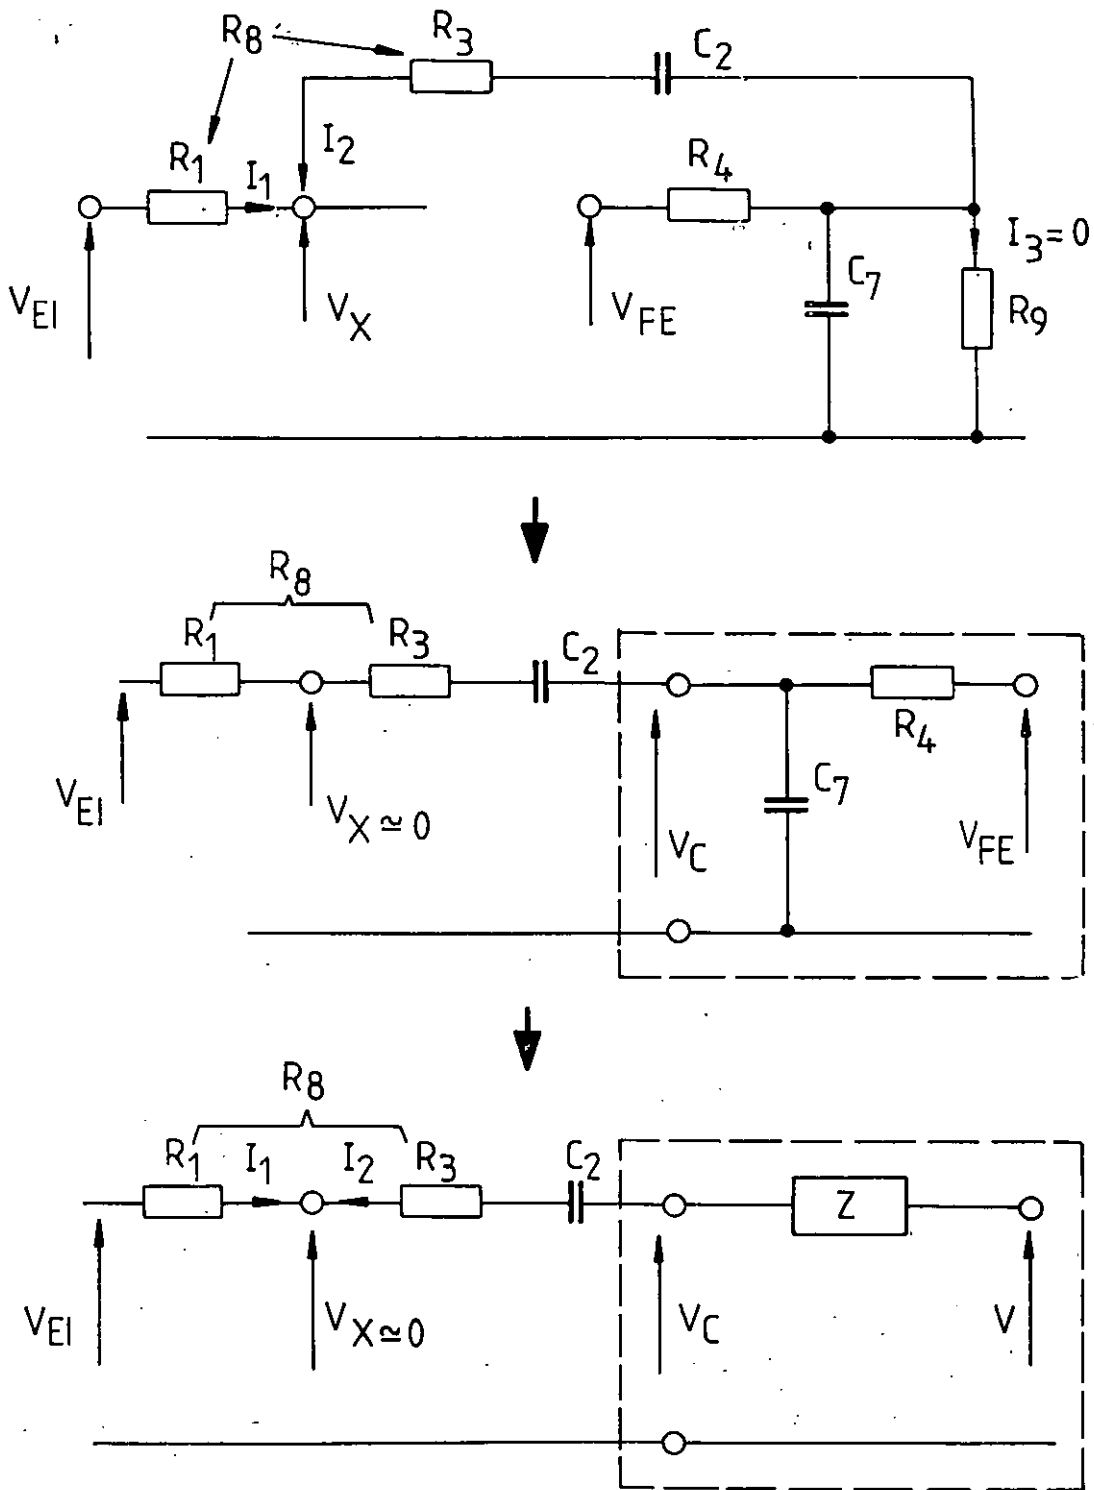 R8
R3
C2
R1
I1
I2
R4
I3=0
VEI
VX
VFE
C7
R9
R8
R1
R3
C2
R4
VEI
VX≃0
VC
C7
VFE
R8
R1
I1
I2
R3
C2
Z
VEI
VX≃0
VC
V